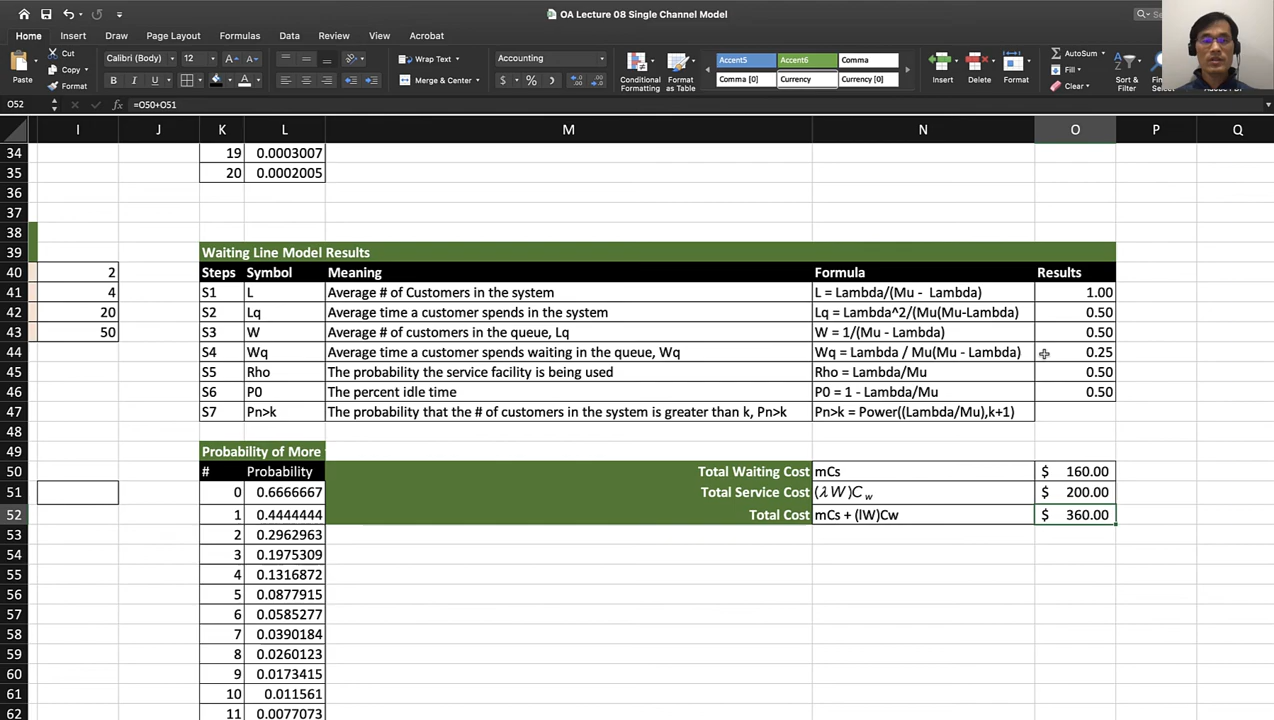 OA Lecture 08 Single Channel Model
Home Insert Draw Page Layout Formulas Data Review View Acrobat
Cut
Copy
Format
Paste
Calibri (Body) 12
Wrap Text
Merge & Center
Accounting
Conditional Formatting
Format as Table
Accent5 Accent6 Comma
Comma [0] Currency Currency [0]
Insert Delete Format
AutoSum
Fill
Clear
Sort & Filter
O52 fx =O50+O51
I J K L M N O P Q
34 19 0.0003007
35 20 0.0002005
36
37
38
39 Waiting Line Model Results
40 2 Steps Symbol Meaning Formula Results
41 4 S1 L Average # of Customers in the system L = Lambda/(Mu - Lambda) 1.00
42 20 S2 Lq Average time a customer spends in the system Lq = Lambda^2/(Mu(Mu-Lambda) 0.50
43 50 S3 W Average # of customers in the queue, Lq W = 1/(Mu - Lambda) 0.50
44 S4 Wq Average time a customer spends waiting in the queue, Wq Wq = Lambda / Mu(Mu - Lambda) 0.25
45 S5 Rho The probability the service facility is being used Rho = Lambda/Mu 0.50
46 S6 P0 The percent idle time P0 = 1 - Lambda/Mu 0.50
47 S7 Pn>k The probability that the # of customers in the system is greater than k, Pn>k Pn>k = Power((Lambda/Mu),k+1)
48
49 Probability of More
50 # Probability Total Waiting Cost mCs $ 160.00
51 0 0.6666667 Total Service Cost (λW)Cw $ 200.00
52 1 0.4444444 Total Cost mCs + (lW)Cw $ 360.00
53 2 0.2962963
54 3 0.1975309
55 4 0.1316872
56 5 0.0877915
57 6 0.0585277
58 7 0.0390184
59 8 0.0260123
60 9 0.0173415
61 10 0.011561
62 11 0.0077073